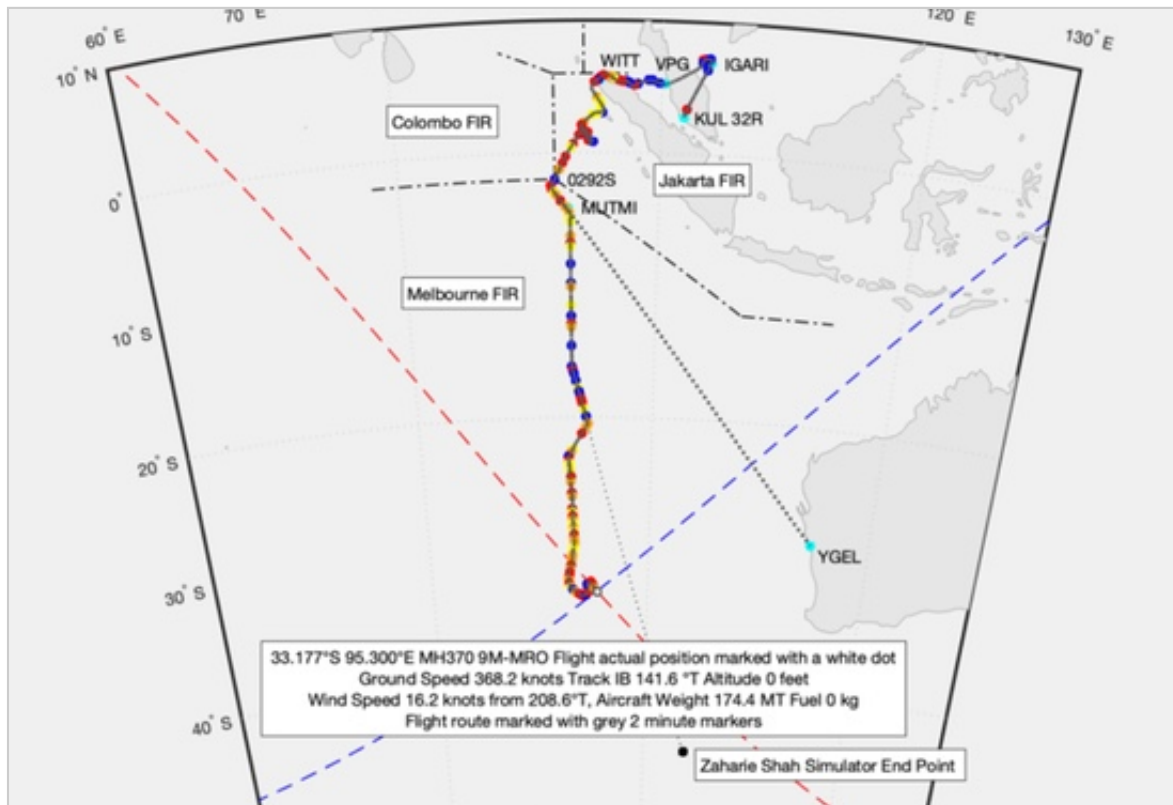 70° E
120° E
60° E
130° E
10° N
WITT
VPG
IGARI
Colombo FIR
KUL 32R
0292S
Jakarta FIR
0°
MUTMI
Melbourne FIR
10° S
20° S
YGEL
30° S
33.177°S 95.300°E MH370 9M-MRO Flight actual position marked with a white dot
Ground Speed 368.2 knots Track IB 141.6 °T Altitude 0 feet
Wind Speed 16.2 knots from 208.6°T, Aircraft Weight 174.4 MT Fuel 0 kg
Flight route marked with grey 2 minute markers
40° S
Zaharie Shah Simulator End Point